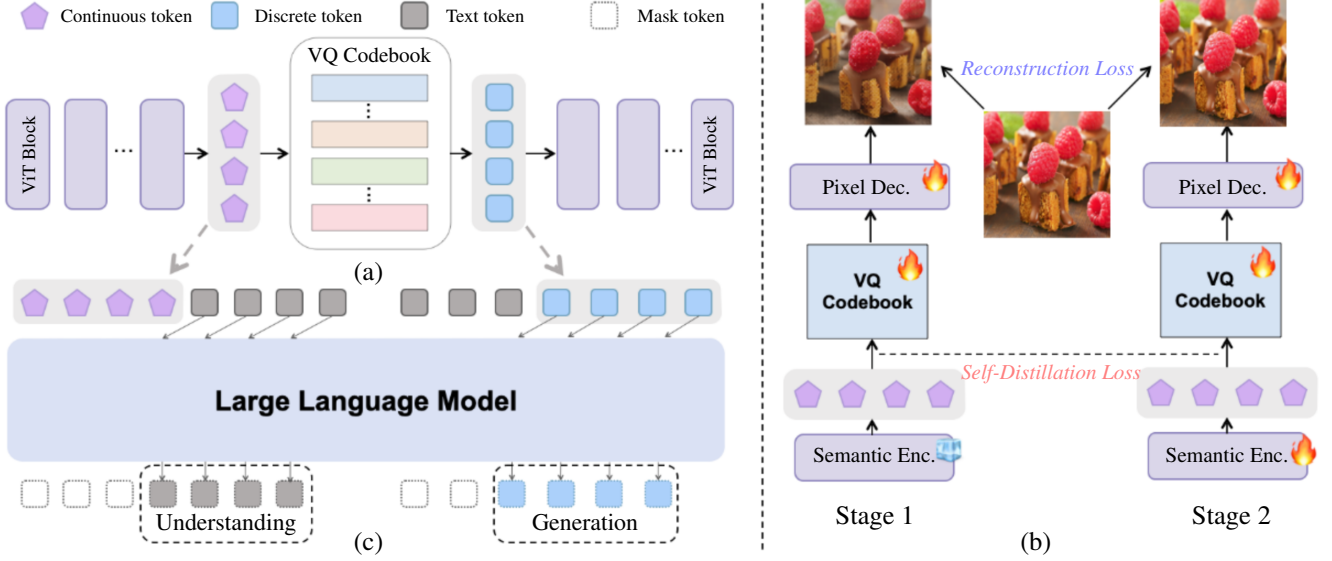 Continuous token
Discrete token
Text token
Mask token
VQ Codebook
ViT Block
ViT Block
(a)
Large Language Model
Understanding
Generation
(c)
Reconstruction Loss
Pixel Dec.
Pixel Dec.
VQ
Codebook
VQ
Codebook
Self-Distillation Loss
Semantic Enc.
Semantic Enc.
Stage 1
Stage 2
(b)